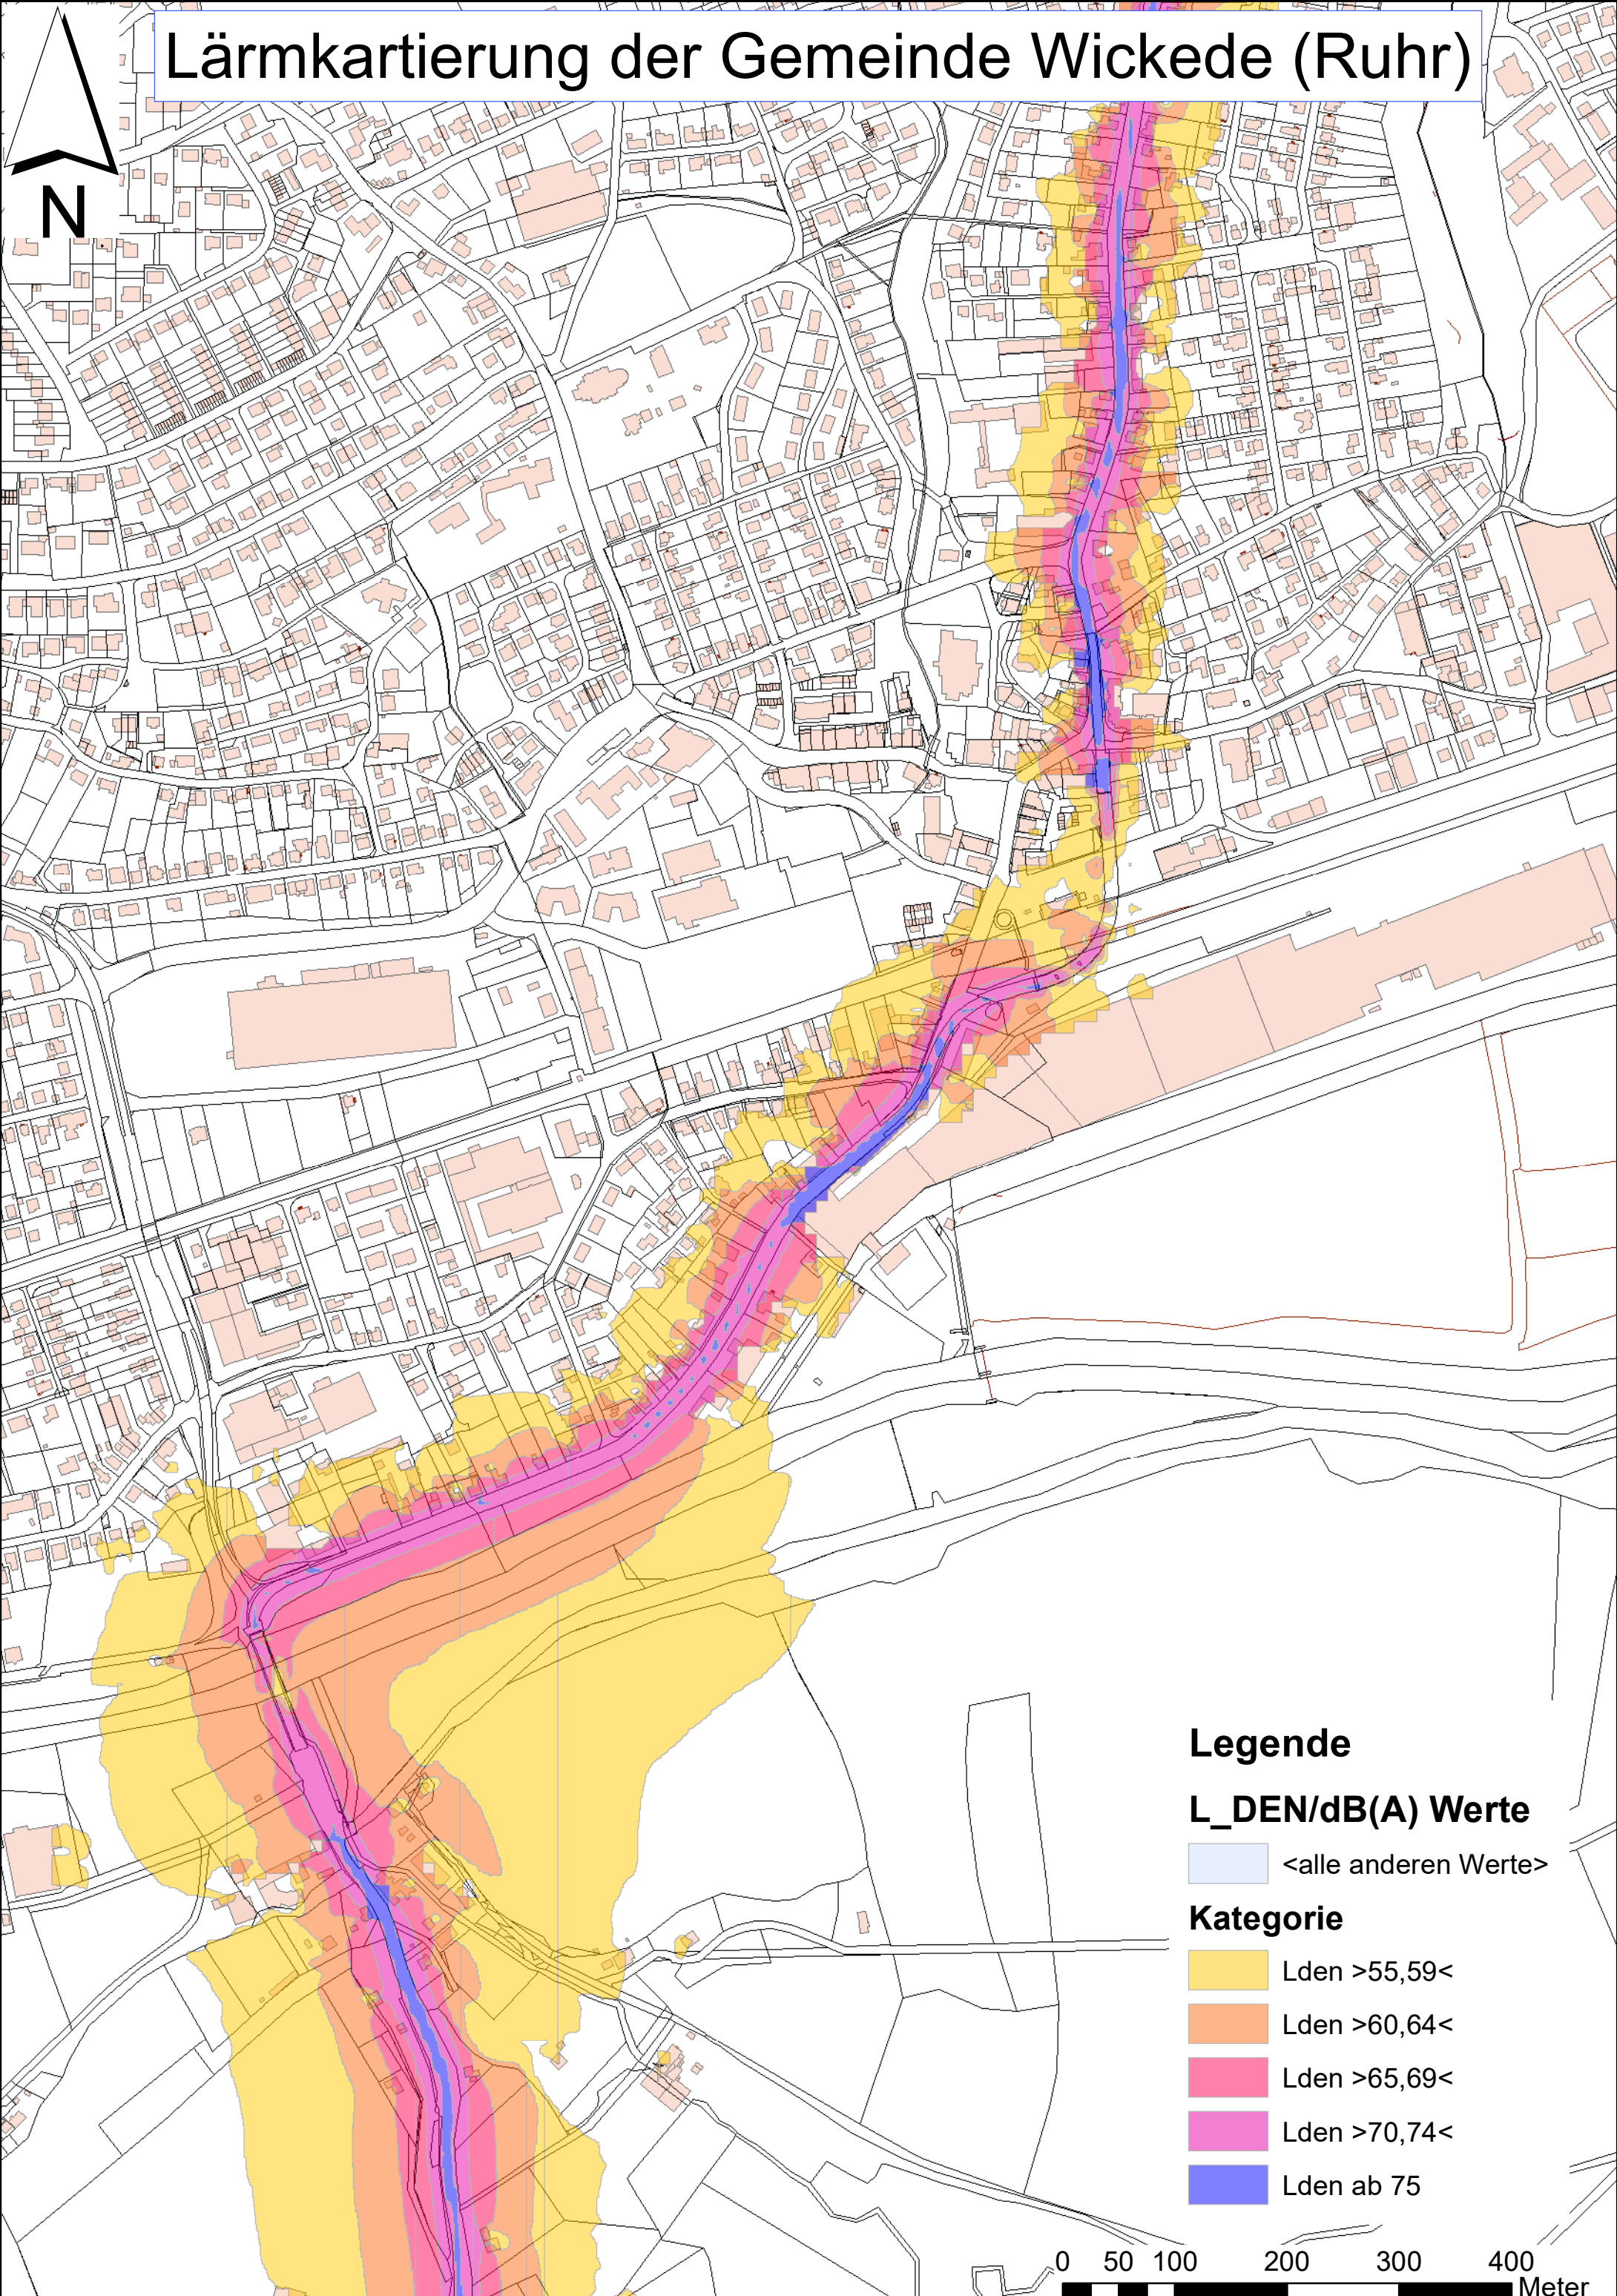 Lärmkartierung der Gemeinde Wickede (Ruhr)
N
Legende
L_DEN/dB(A) Werte
<alle anderen Werte>
Kategorie
Lden >55,59<
Lden >60,64<
Lden >65,69<
Lden >70,74<
Lden ab 75
0 50 100 200 300 400
Meter